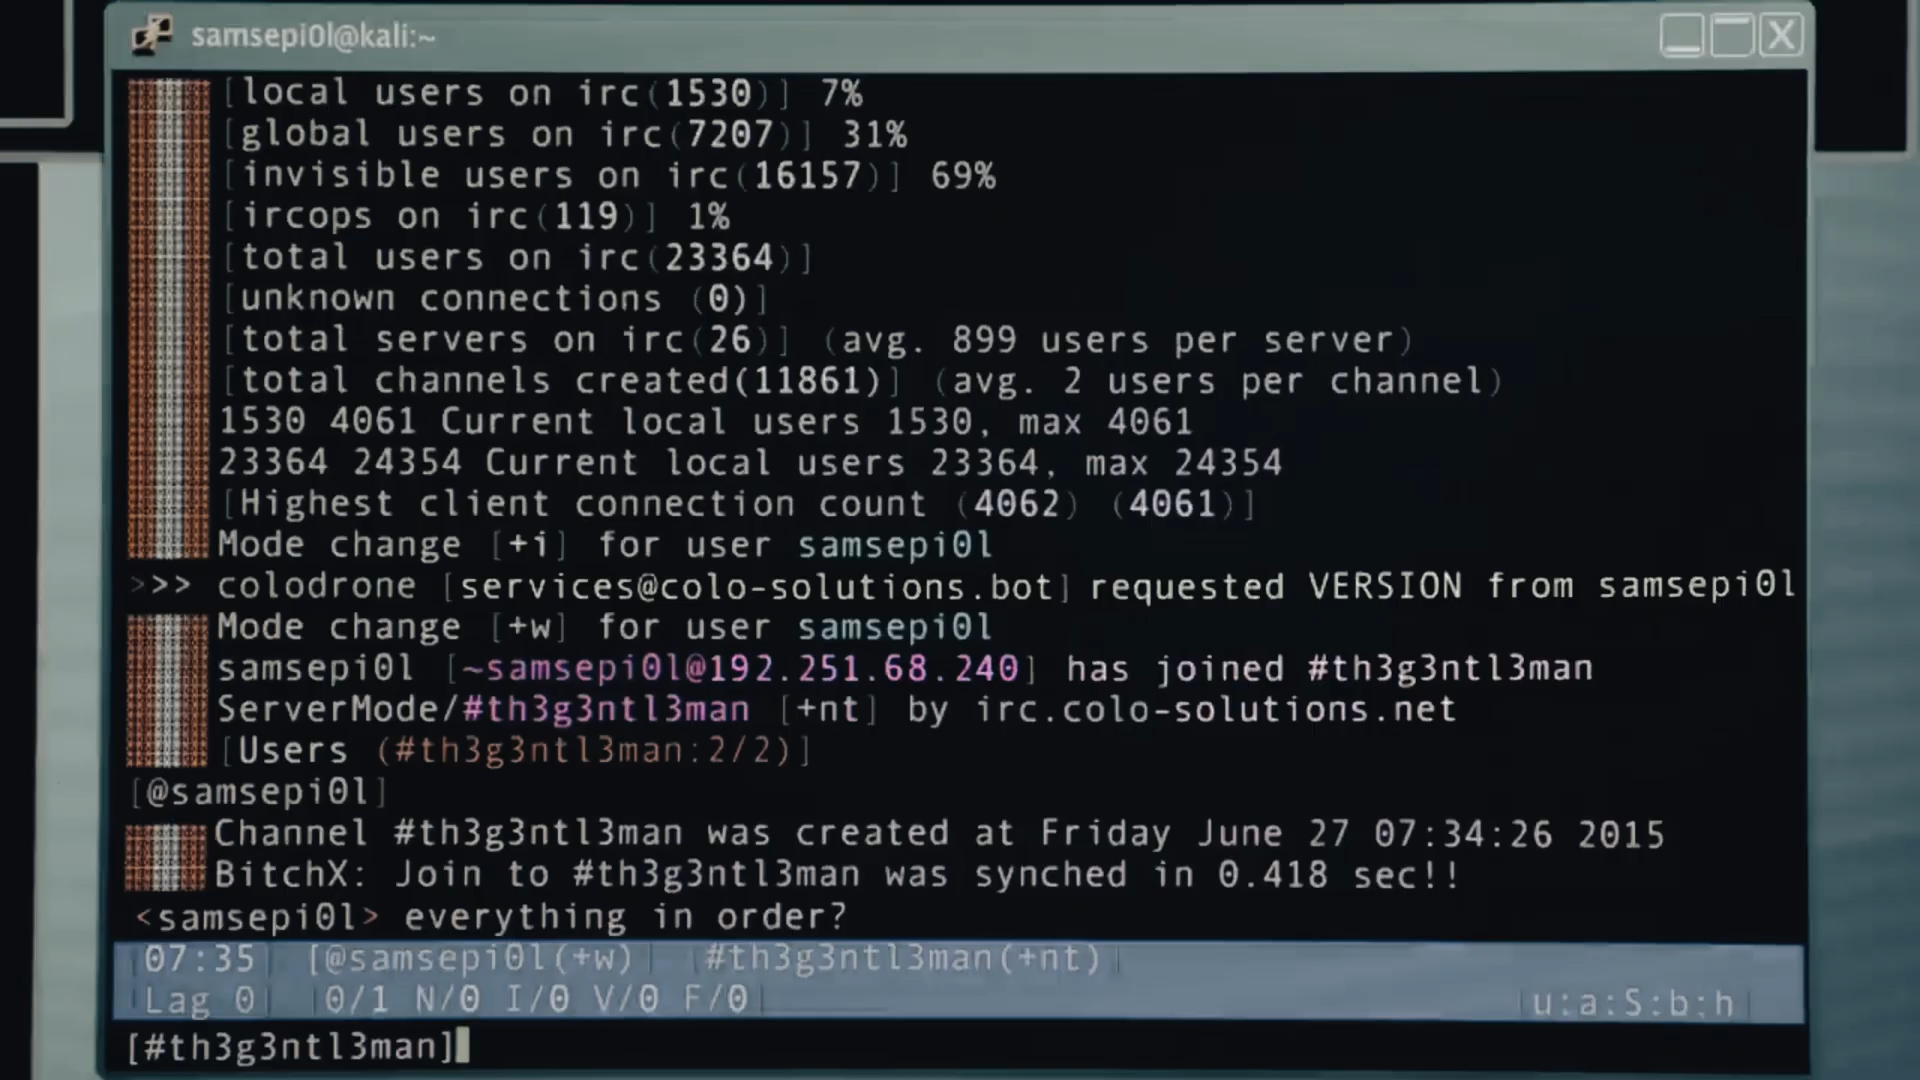 samsepi0l@kali:~
[local users on irc(1530)] 7%
[global users on irc(7207)] 31%
[invisible users on irc(16157)] 69%
[ircops on irc(119)] 1%
[total users on irc(23364)]
[unknown connections (0)]
[total servers on irc(26)] (avg. 899 users per server)
[total channels created(11861)] (avg. 2 users per channel)
1530 4061 Current local users 1530, max 4061
23364 24354 Current local users 23364, max 24354
[Highest client connection count (4062) (4061)]
Mode change [+i] for user samsepi0l
>>> colodrone [services@colo-solutions.bot] requested VERSION from samsepi0l
Mode change [+w] for user samsepi0l
samsepi0l [~samsepi0l@192.251.68.240] has joined #th3g3ntl3man
ServerMode/#th3g3ntl3man [+nt] by irc.colo-solutions.net
[Users (#th3g3ntl3man:2/2)]
[@samsepi0l]
Channel #th3g3ntl3man was created at Friday June 27 07:34:26 2015
BitchX: Join to #th3g3ntl3man was synched in 0.418 sec!!
<samsepi0l> everything in order?
07:35 [@samsepi0l(+w) #th3g3ntl3man(+nt)
Lag 0 0/1 N/0 I/0 V/0 F/0 u:a:S:b:h
[#th3g3ntl3man]